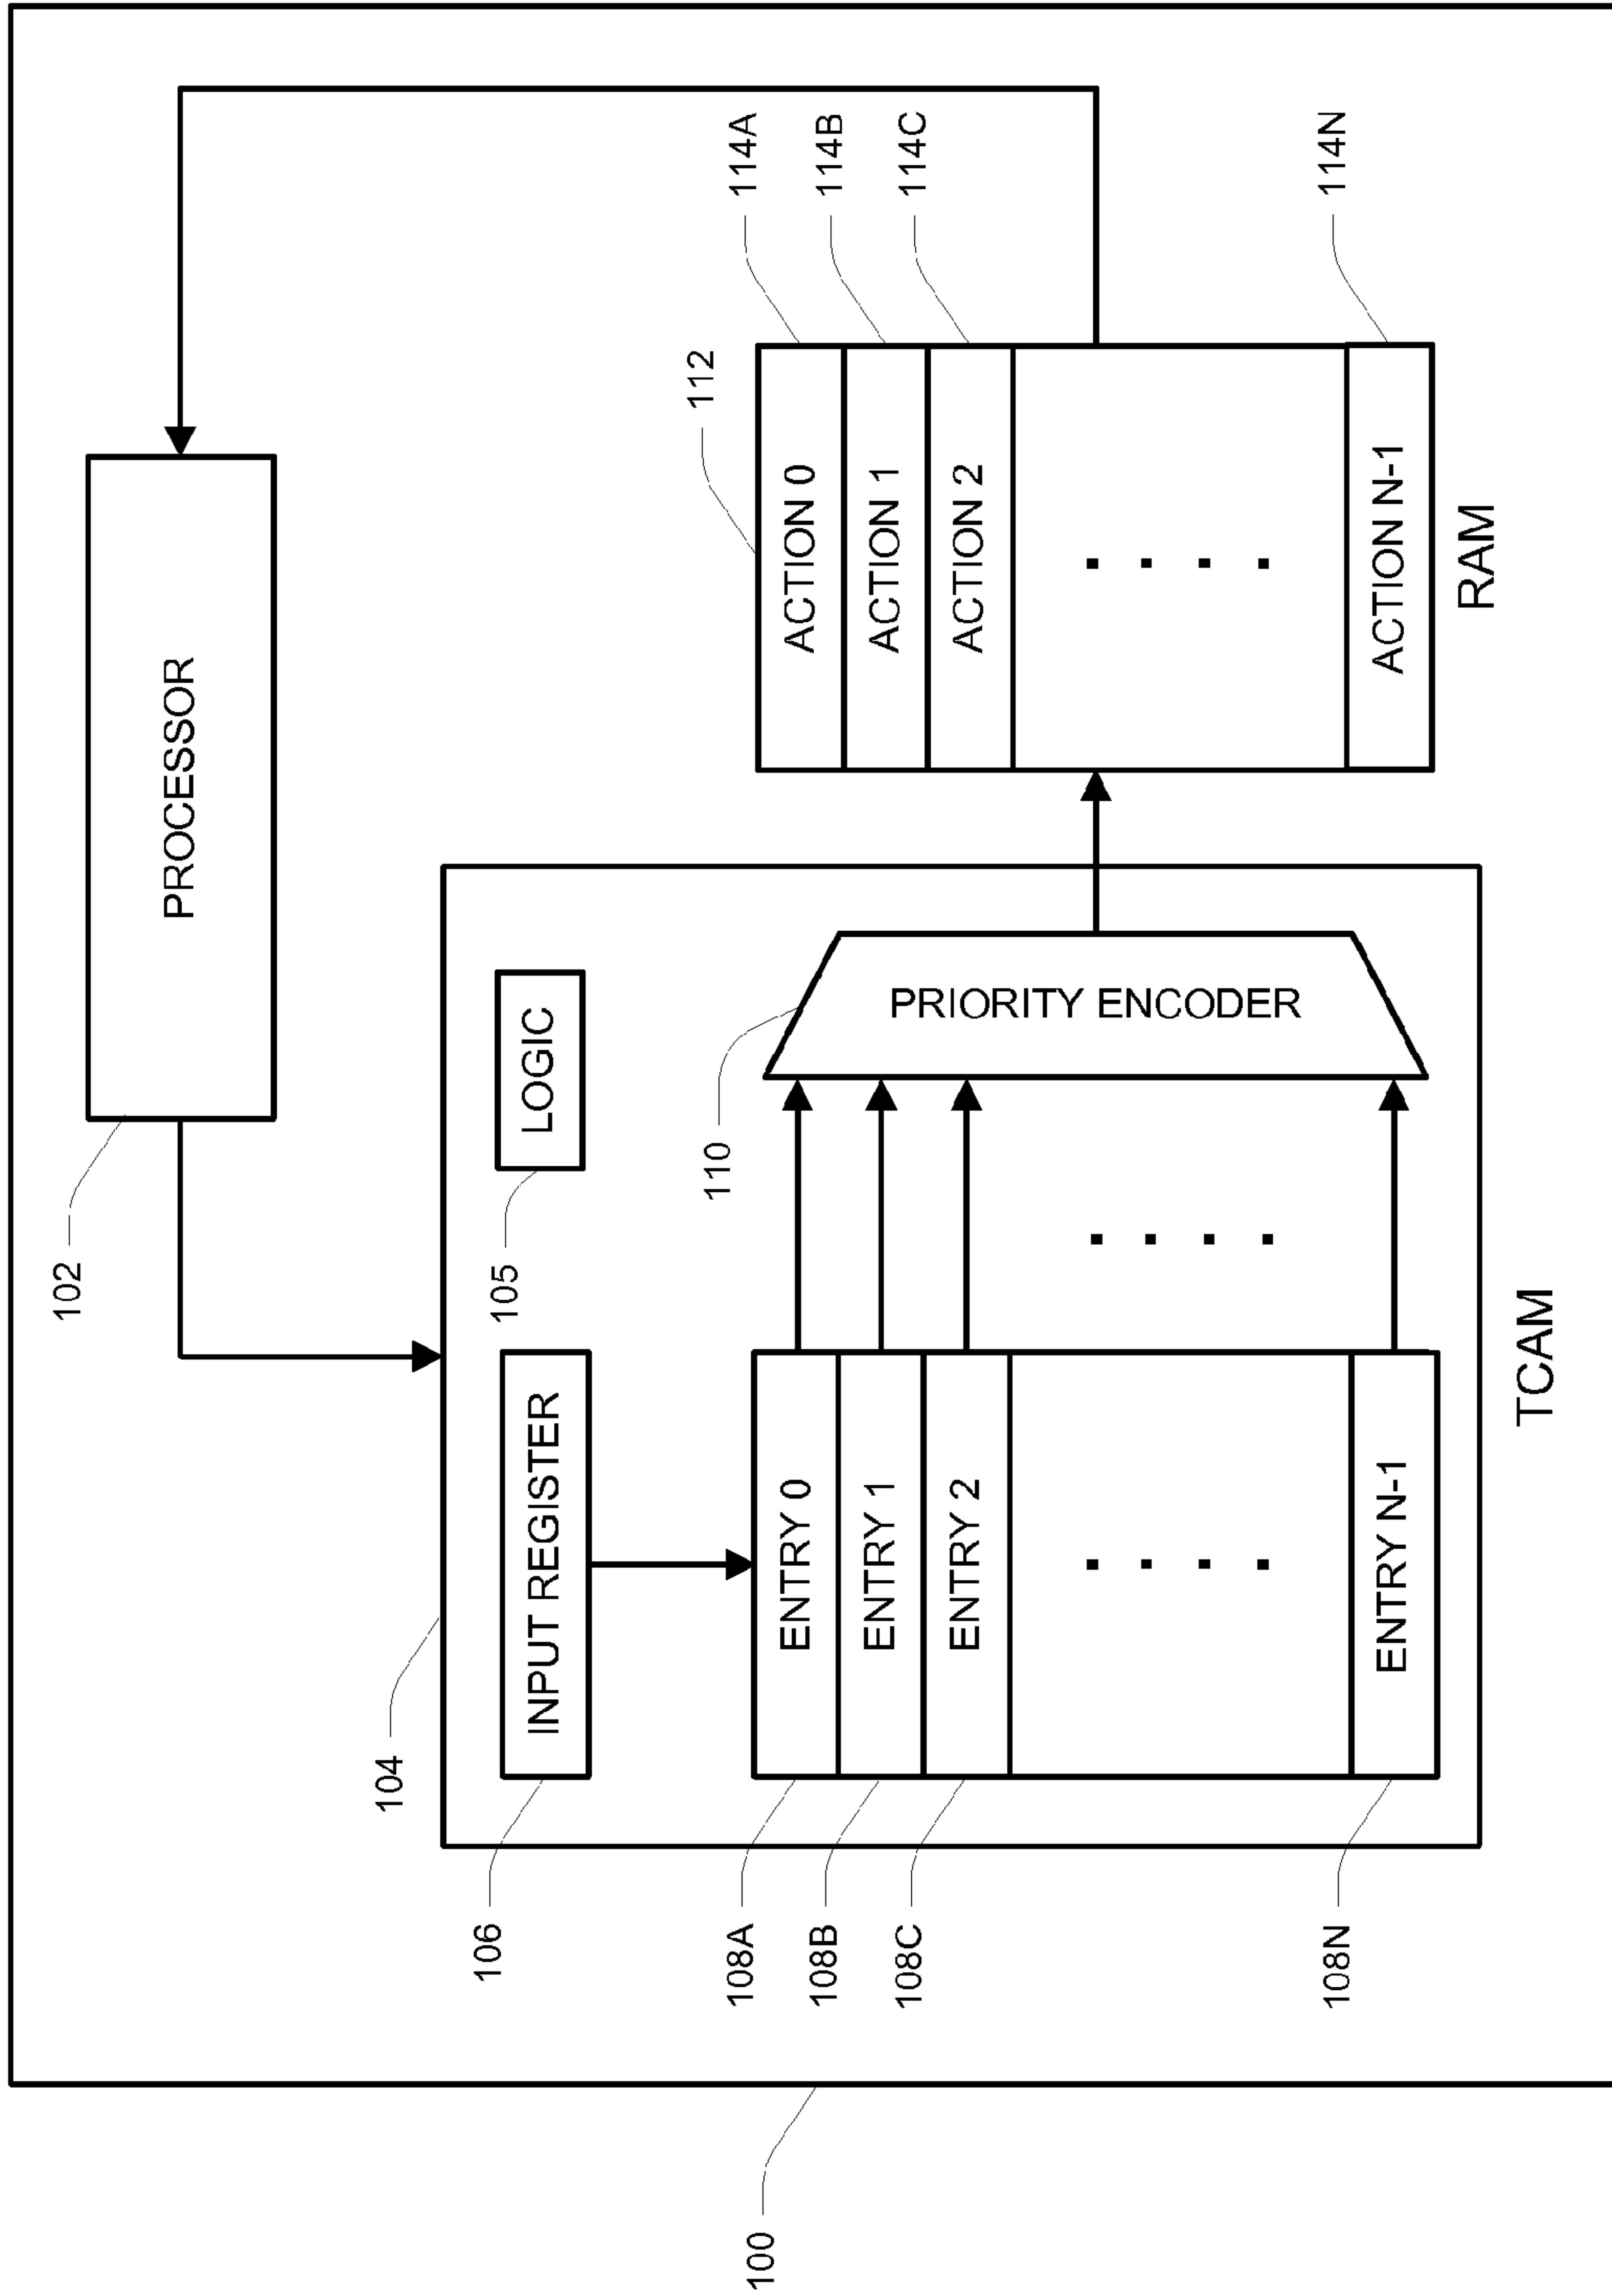 PROCESSOR
102
104
INPUT REGISTER
106
LOGIC
105
110
112
114A
114B
114C
114N
108A
108B
108C
108N
ENTRY 0
ENTRY 1
ENTRY 2
. . . .
ENTRY N-1
. . . .
PRIORITY ENCODER
ACTION 0
ACTION 1
ACTION 2
. . . .
ACTION N-1
RAM
TCAM
100